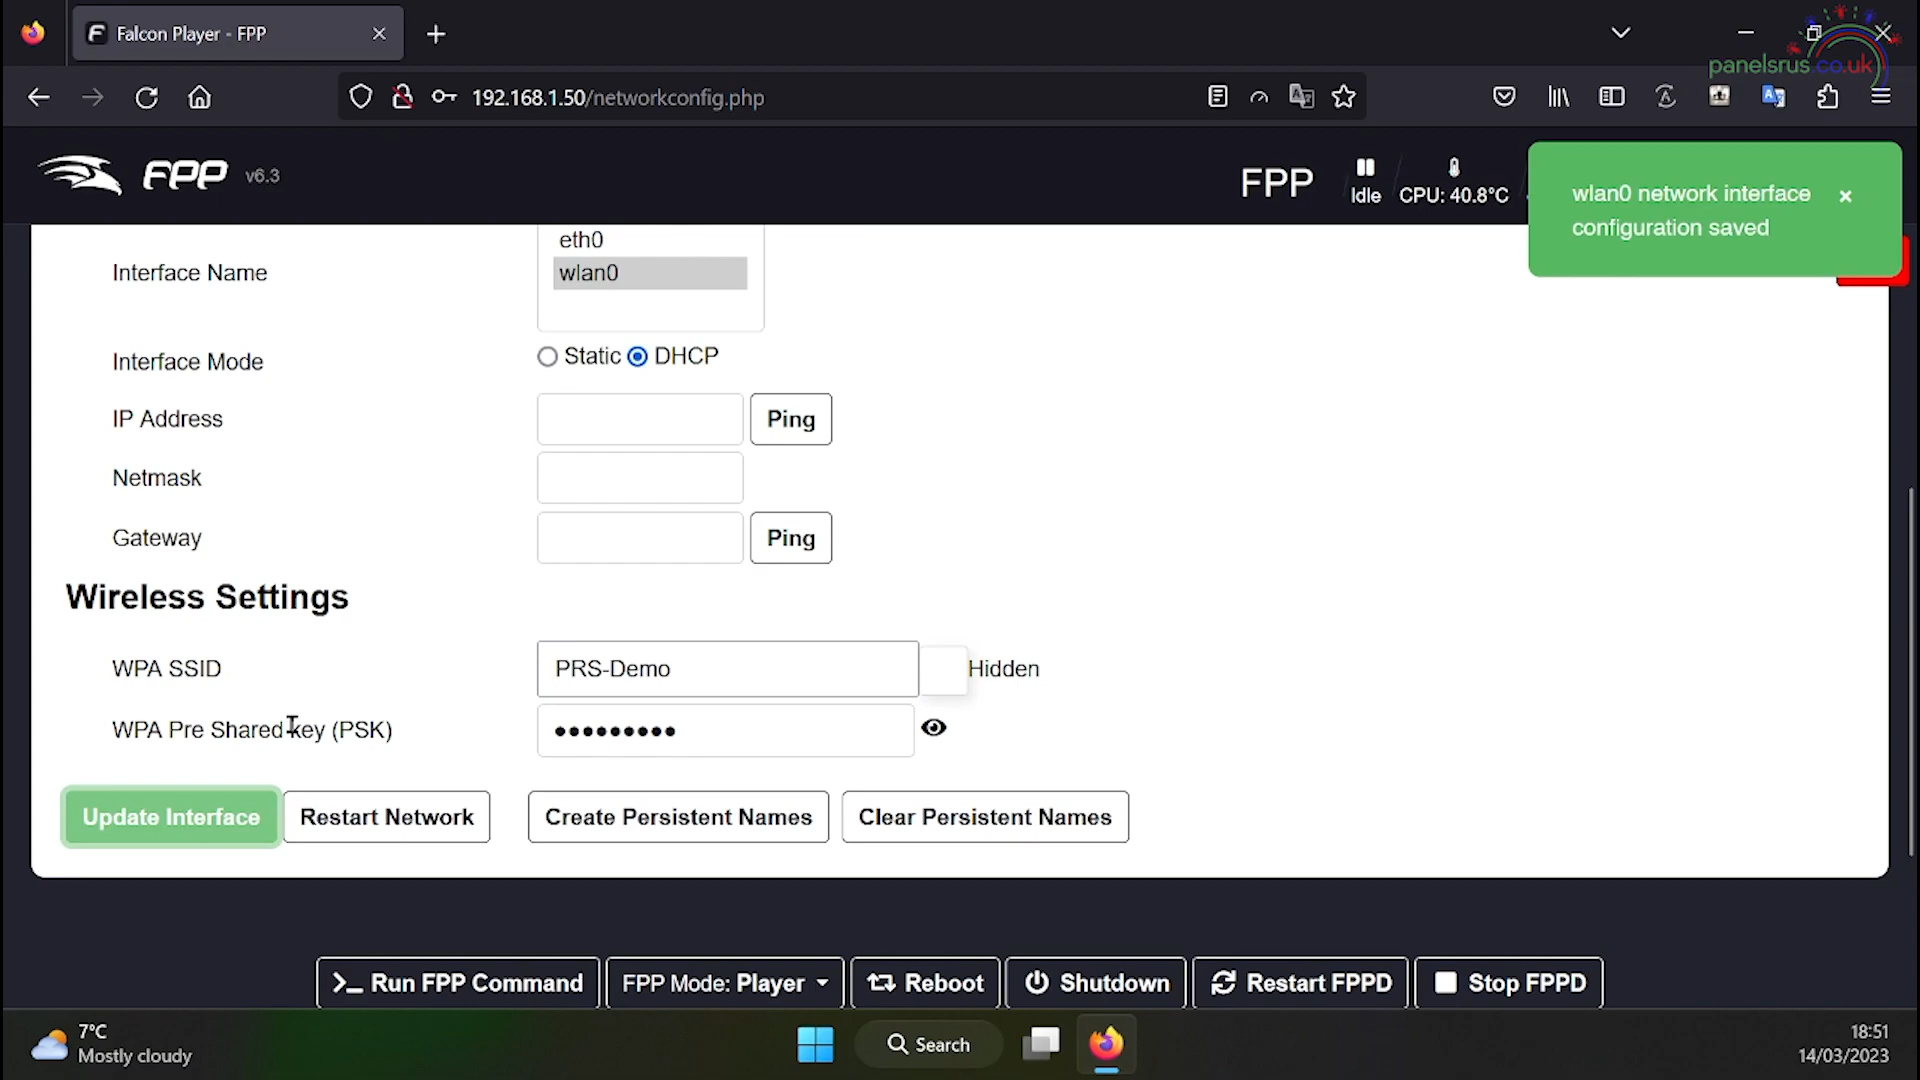 Falcon Player - FPP
panelsrus.co.uk
192.168.1.50/networkconfig.php
FPP v6.3
FPP
Idle
CPU: 40.8°C
wlan0 network interface
configuration saved
eth0
Interface Name
wlan0
Interface Mode
Static
DHCP
IP Address
Ping
Netmask
Gateway
Ping
Wireless Settings
WPA SSID
PRS-Demo
Hidden
WPA Pre Shared key (PSK)
•••••••••
Update Interface
Restart Network
Create Persistent Names
Clear Persistent Names
Run FPP Command
FPP Mode: Player
Reboot
Shutdown
Restart FPPD
Stop FPPD
7°C
Mostly cloudy
Search
18:51
14/03/2023